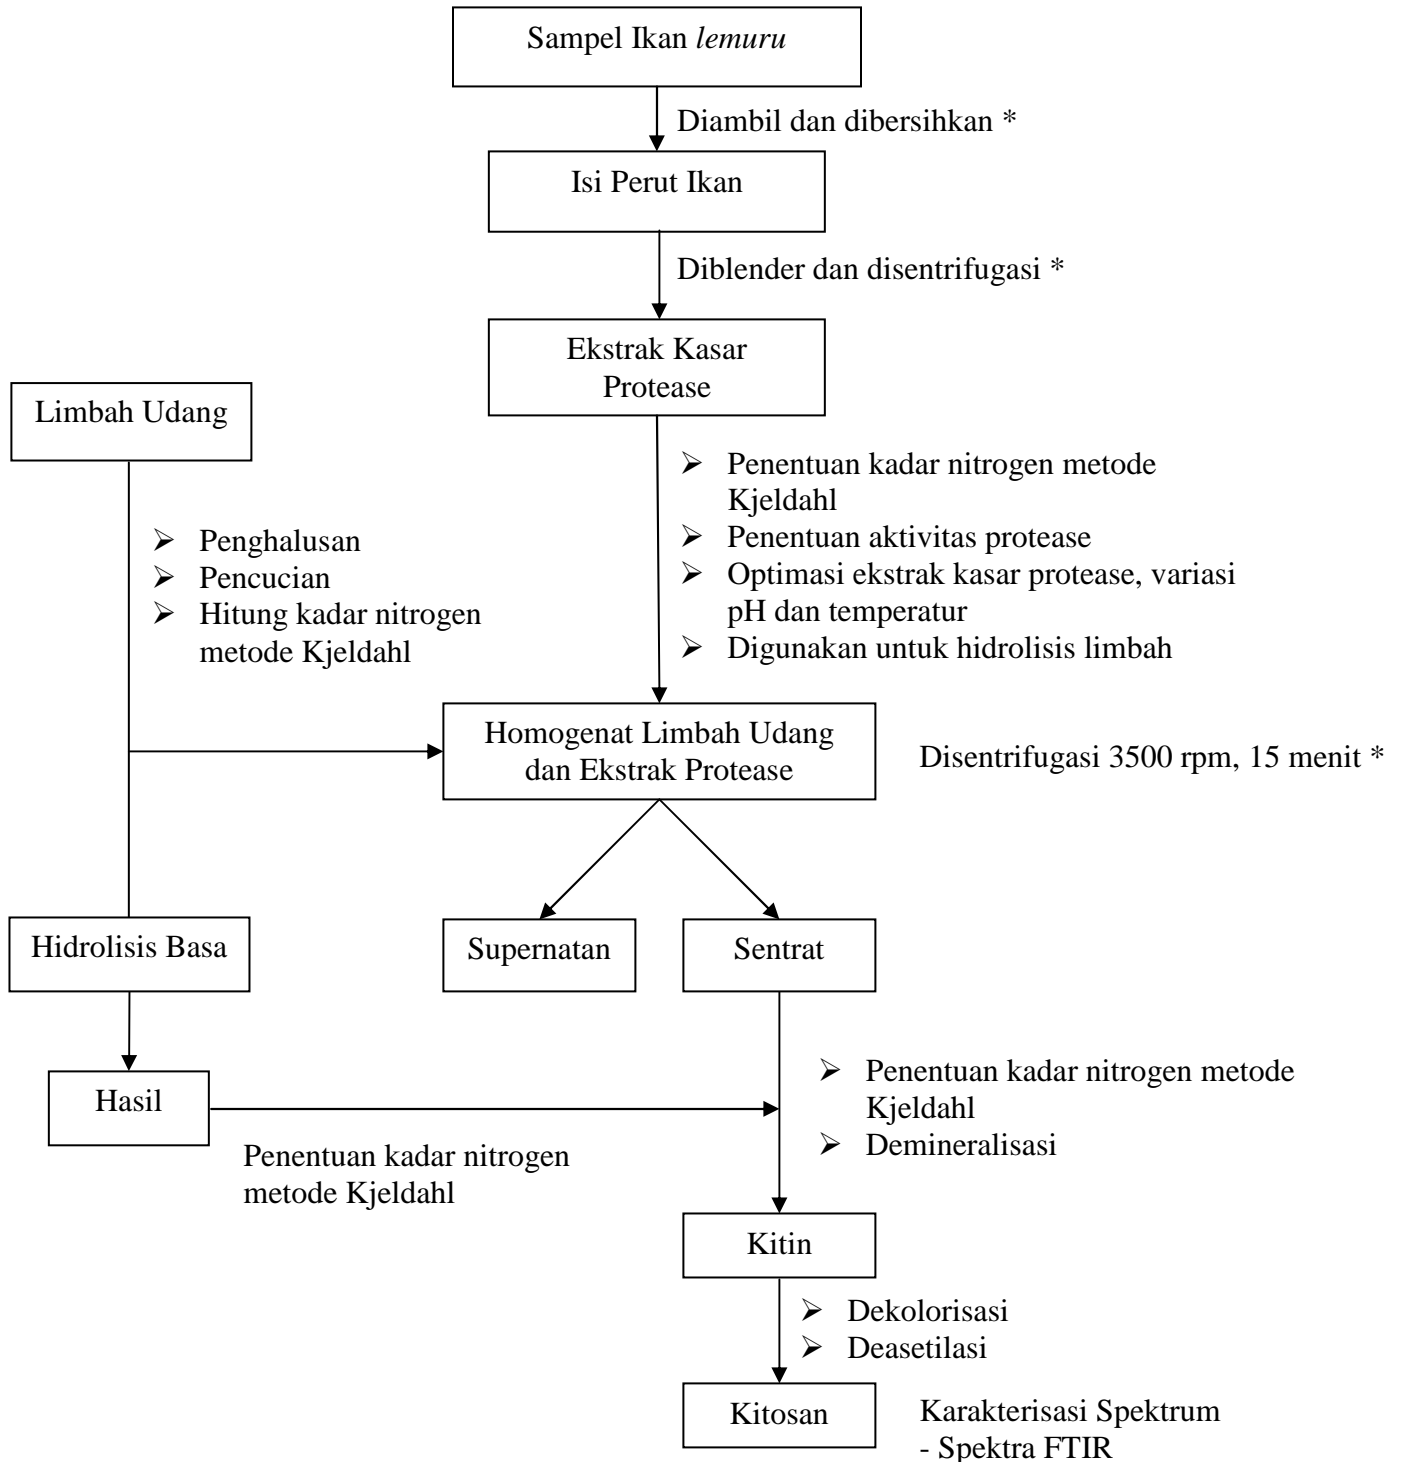 Sampel Ikan lemuru
Diambil dan dibersihkan *
Isi Perut Ikan
Diblender dan disentrifugasi *
Ekstrak Kasar
Protease
Limbah Udang
➢ Penentuan kadar nitrogen metode
Kjeldahl
➢ Penentuan aktivitas protease
➢ Optimasi ekstrak kasar protease, variasi
pH dan temperatur
➢ Digunakan untuk hidrolisis limbah
➢ Penghalusan
➢ Pencucian
➢ Hitung kadar nitrogen
metode Kjeldahl
Homogenat Limbah Udang
dan Ekstrak Protease
Disentrifugasi 3500 rpm, 15 menit *
Hidrolisis Basa
Supernatan
Sentrat
Hasil
Penentuan kadar nitrogen
metode Kjeldahl
➢ Penentuan kadar nitrogen metode
Kjeldahl
➢ Demineralisasi
Kitin
➢ Dekolorisasi
➢ Deasetilasi
Kitosan
Karakterisasi Spektrum
- Spektra FTIR